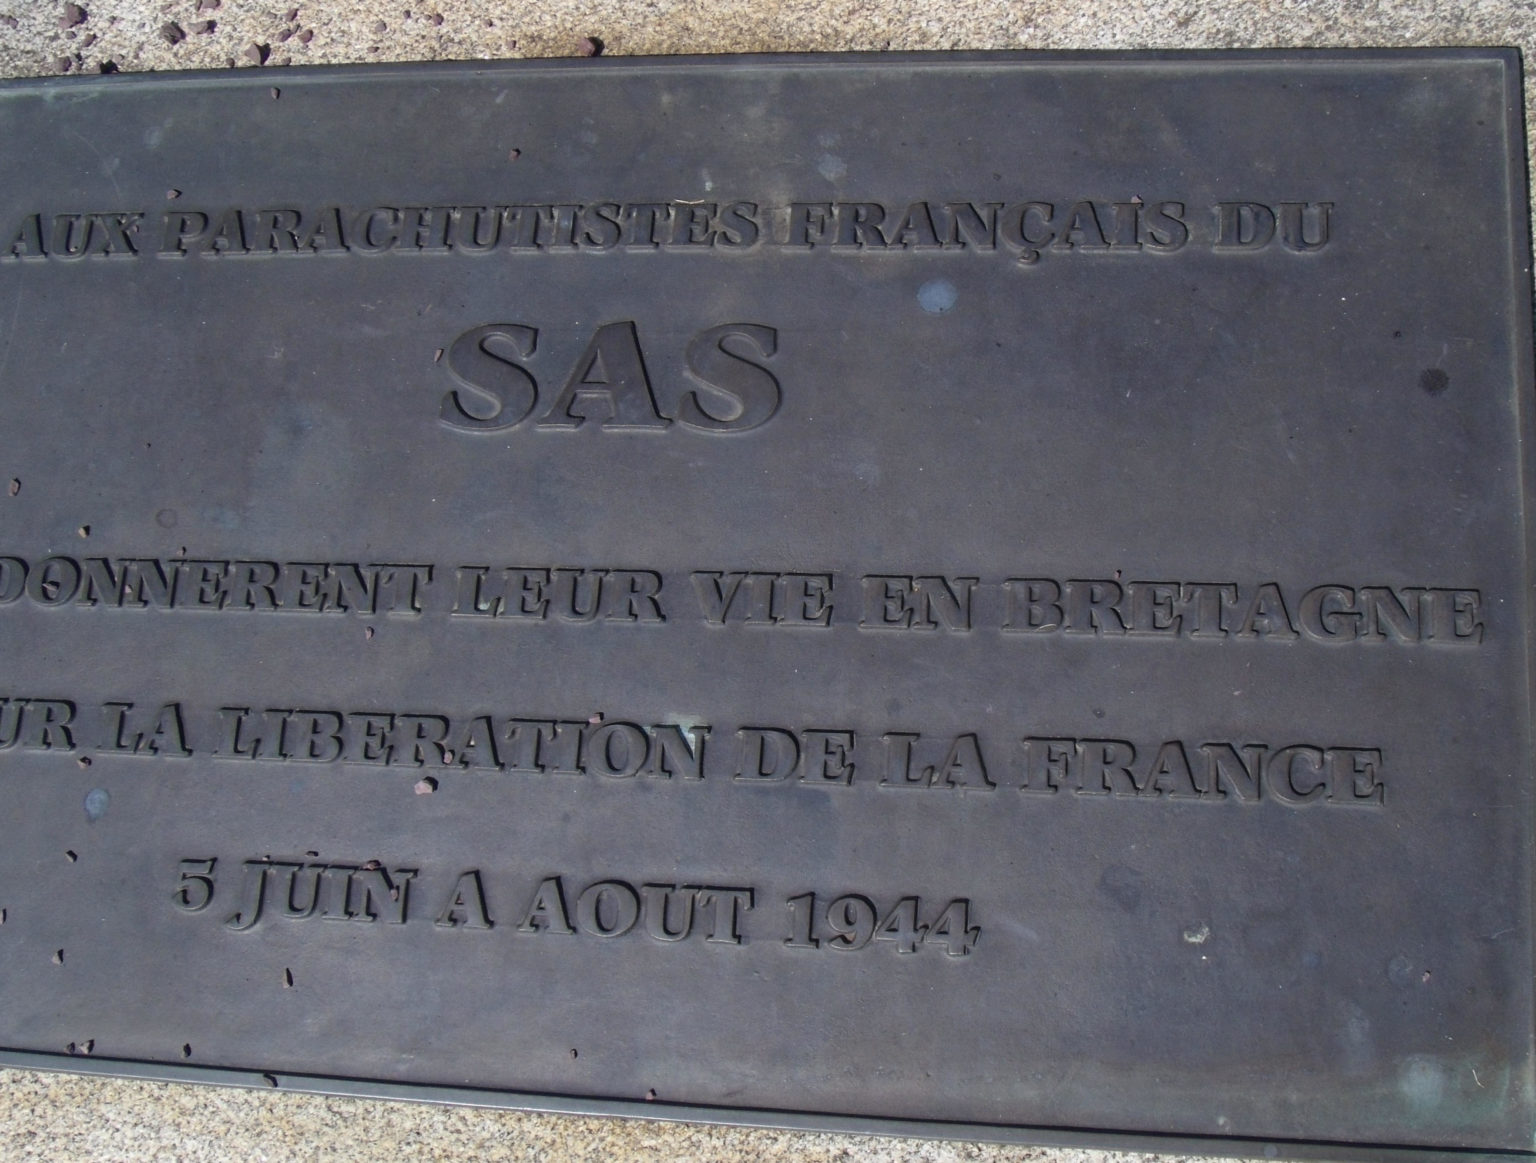 AUX PARACHUTISTES FRANÇAIS DU
SAS
DONNERENT LEUR VIE EN BRETAGNE
UR LA LIBERATION DE LA FRANCE
5 JUIN A AOUT 1944